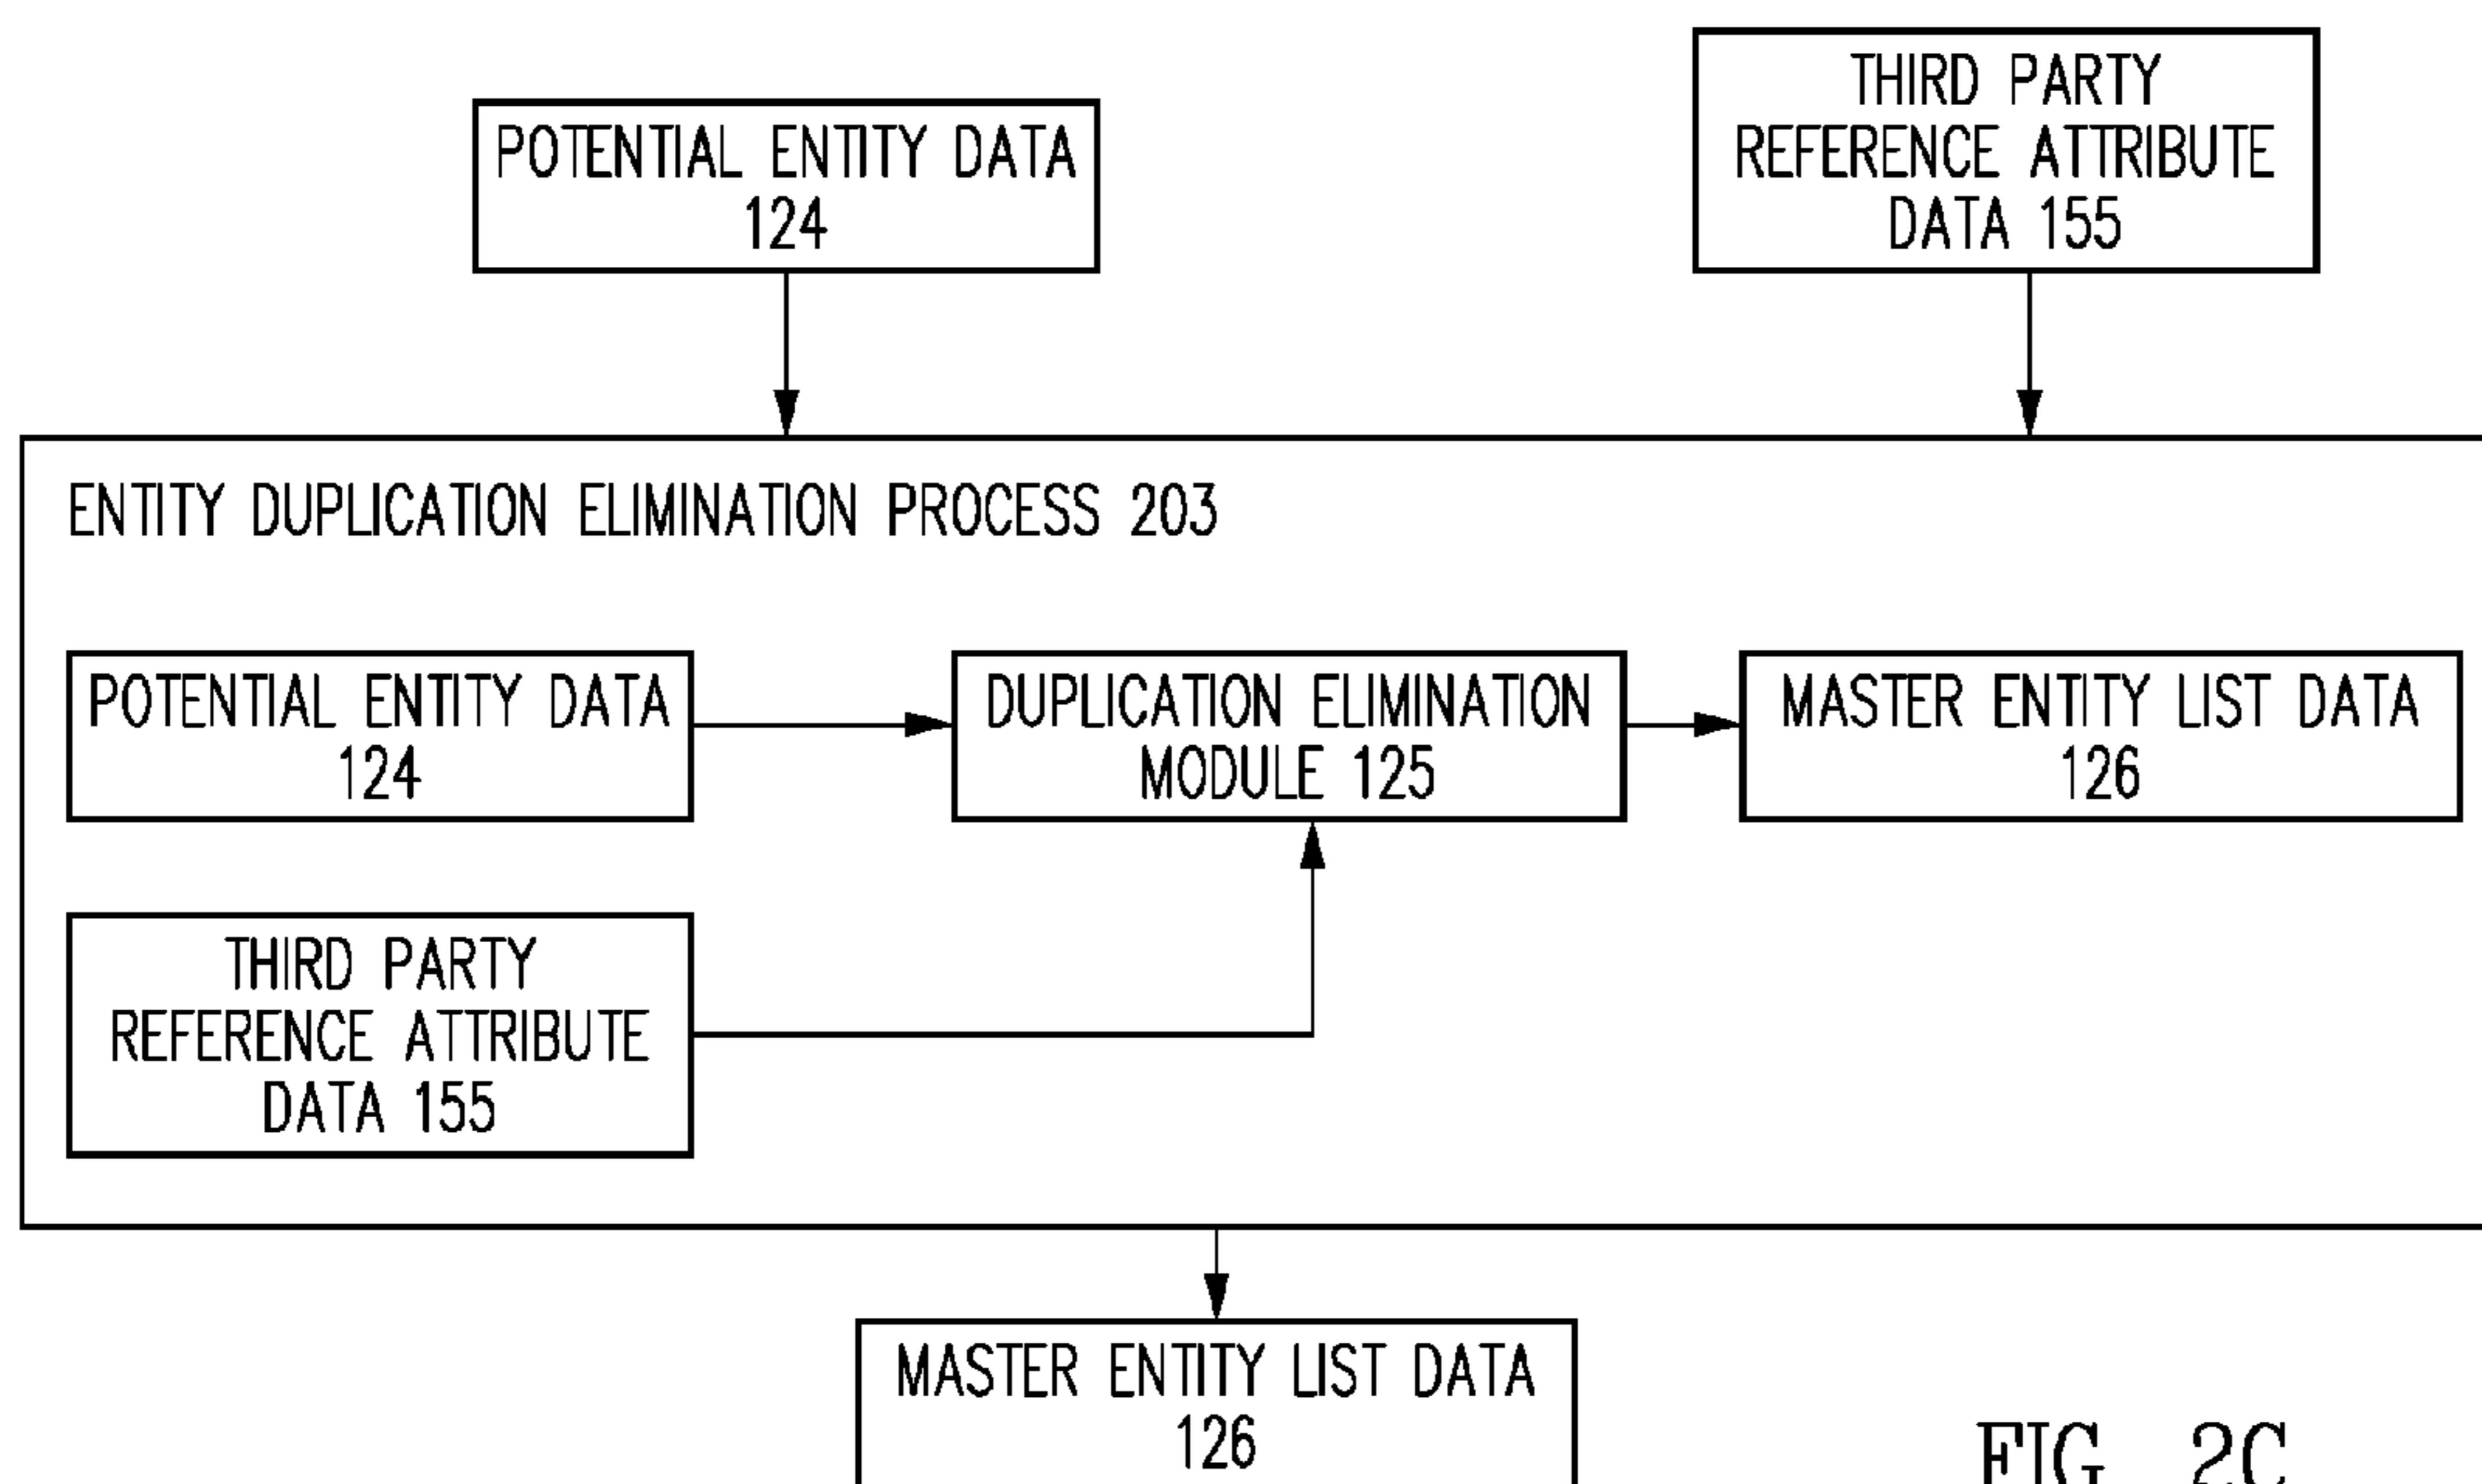 THIRD PARTY
REFERENCE ATTRIBUTE
DATA 155
POTENTIAL ENTITY DATA
124
ENTITY DUPLICATION ELIMINATION PROCESS 203
POTENTIAL ENTITY DATA
124
DUPLICATION ELIMINATION
MODULE 125
MASTER ENTITY LIST DATA
126
THIRD PARTY
REFERENCE ATTRIBUTE
DATA 155
MASTER ENTITY LIST DATA
126
FIG. 2C